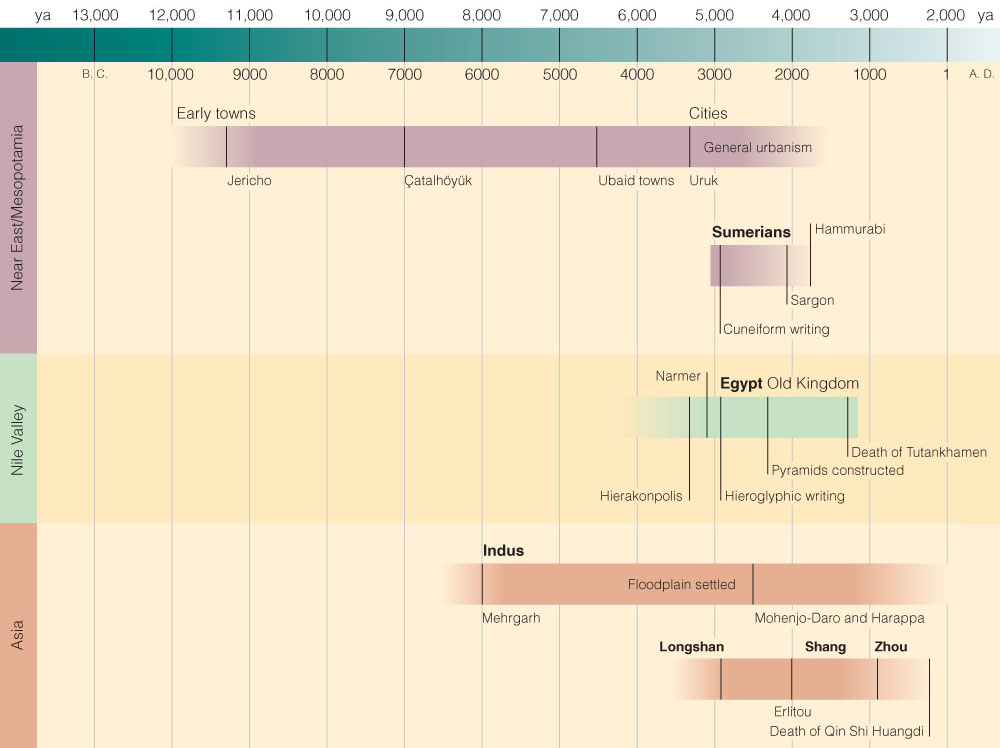 ya 13,000 12,000 11,000 10,000 9,000 8,000 7,000 6,000 5,000 4,000 3,000 2,000 ya
B. C. 10,000 9000 8000 7000 6000 5000 4000 3000 2000 1000 1 A. D.
Near East/Mesopotamia
Early towns Cities
General urbanism
Jericho Çatalhöyük Ubaid towns Uruk
Hammurabi
Sumerians
Sargon
Cuneiform writing
Nile Valley
Narmer
Egypt Old Kingdom
Death of Tutankhamen
Pyramids constructed
Hierakonpolis Hieroglyphic writing
Asia
Indus
Floodplain settled
Mehrgarh Mohenjo-Daro and Harappa
Longshan Shang Zhou
Erlitou
Death of Qin Shi Huangdi